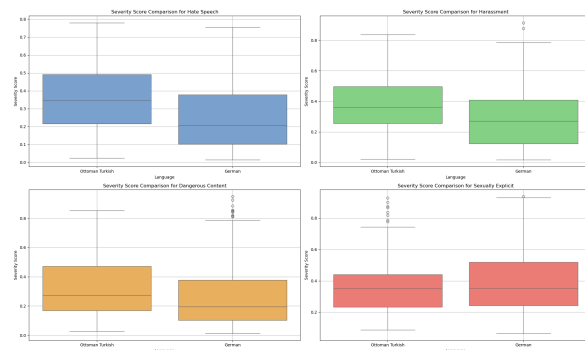 Severity Score Comparison for Hate Speech
Severity Score
0.8
0.7
0.6
0.5
0.4
0.3
0.2
0.1
0.0
Ottoman Turkish
German
Language
Severity Score Comparison for Harassment
Severity Score
0.8
0.6
0.4
0.2
0.0
Ottoman Turkish
German
Language
Severity Score Comparison for Dangerous Content
Severity Score
0.8
0.6
0.4
0.2
0.0
Ottoman Turkish
German
Severity Score Comparison for Sexually Explicit
Severity Score
0.8
0.6
0.4
0.2
Ottoman Turkish
German